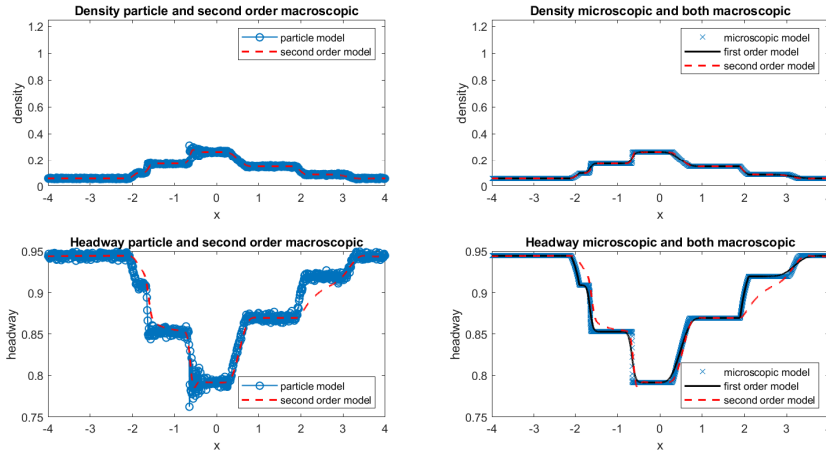 Density particle and second order macroscopic
1.2
1
0.8
0.6
0.4
0.2
0
density
-4 -3 -2 -1 0 1 2 3 4
x
particle model
second order model
Density microscopic and both macroscopic
1.2
1
0.8
0.6
0.4
0.2
0
density
-4 -3 -2 -1 0 1 2 3 4
x
microscopic model
first order model
second order model
Headway particle and second order macroscopic
0.95
0.9
0.85
0.8
0.75
headway
-4 -3 -2 -1 0 1 2 3 4
x
particle model
second order model
Headway microscopic and both macroscopic
0.95
0.9
0.85
0.8
0.75
headway
-4 -3 -2 -1 0 1 2 3 4
x
microscopic model
first order model
second order model